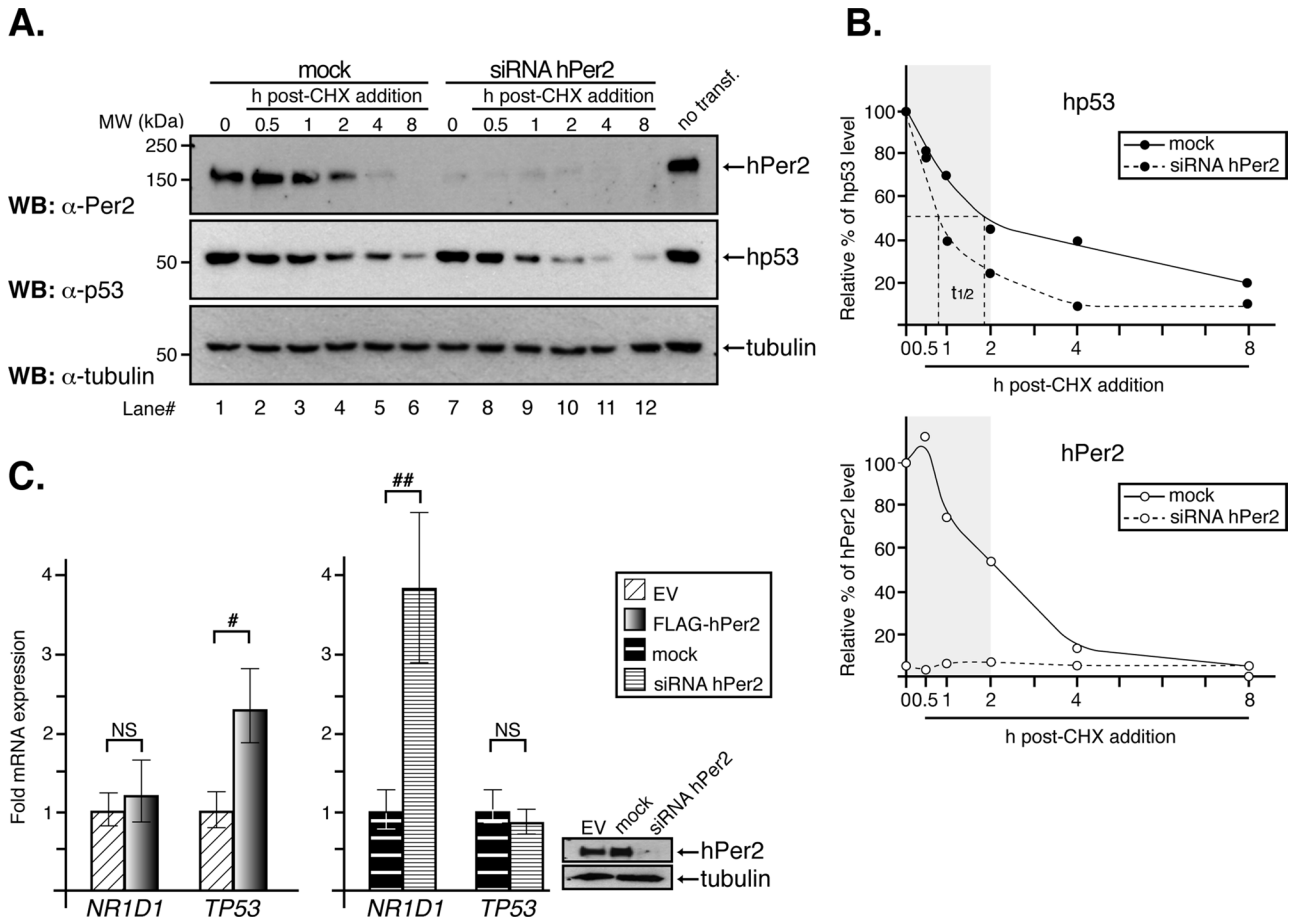 A.
mock
siRNA hPer2
no transf.
h post-CHX addition
h post-CHX addition
MW (kDa)
0 0.5 1 2 4 8 0 0.5 1 2 4 8
250
150
←hPer2
WB: α-Per2
50
←hp53
WB: α-p53
50
←tubulin
WB: α-tubulin
Lane# 1 2 3 4 5 6 7 8 9 10 11 12
B.
hp53
Relative % of hp53 level
100
80
60
40
20
mock
siRNA hPer2
t1/2
0 0.5 1 2 4 8
h post-CHX addition
hPer2
Relative % of hPer2 level
100
80
60
40
20
mock
siRNA hPer2
0 0.5 1 2 4 8
h post-CHX addition
C.
Fold mRNA expression
4
3
2
1
0
NS
#
NR1D1 TP53
4
3
2
1
0
##
NS
NR1D1 TP53
EV
FLAG-hPer2
mock
siRNA hPer2
EV mock siRNA hPer2
←hPer2
←tubulin